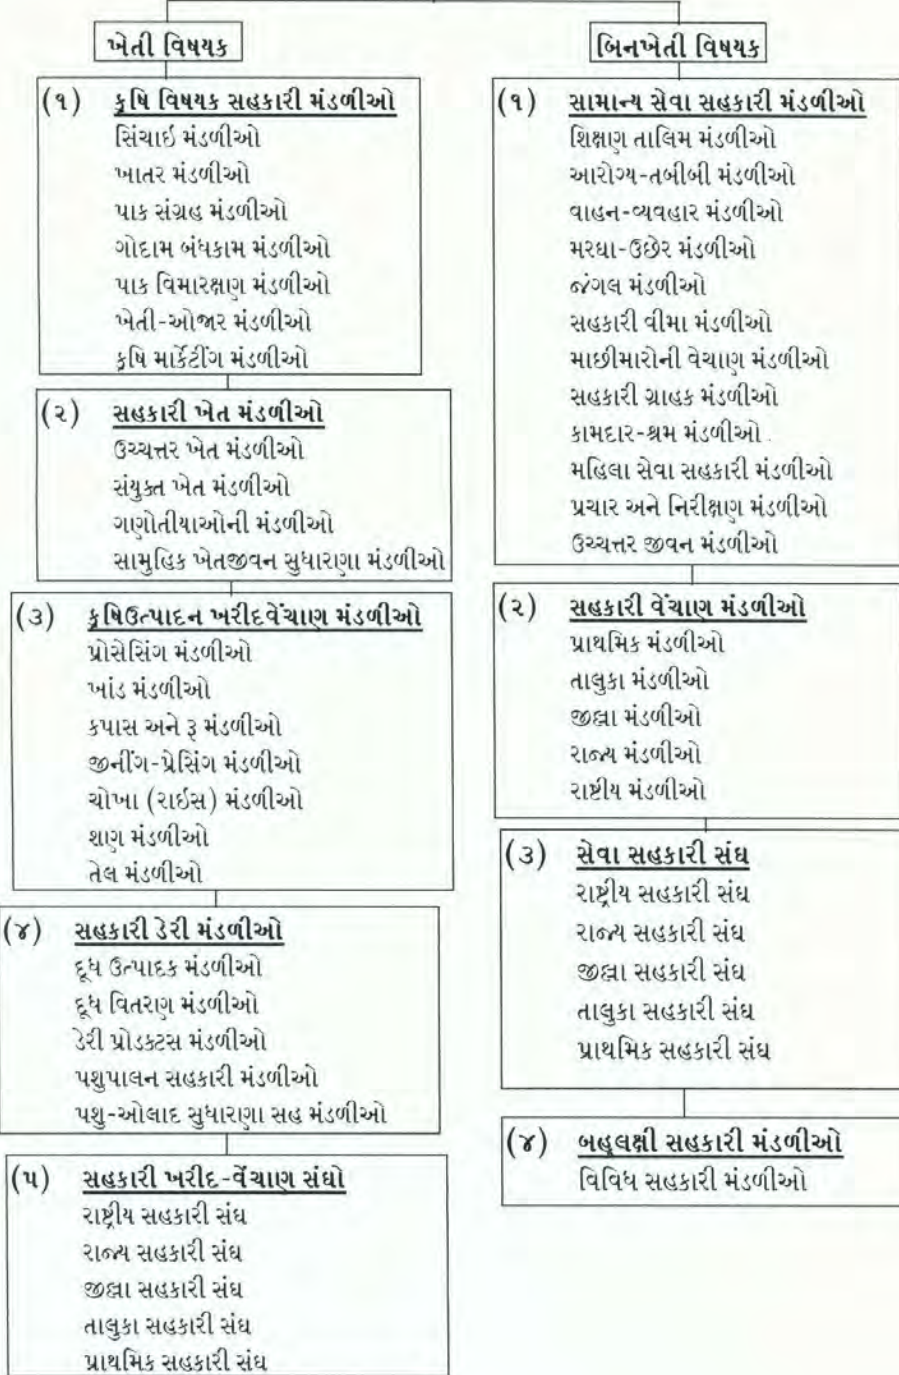 ખેતી વિષયક
(૧) કૃષિ વિષયક સહકારી મંડળીઓ
સિંચાઇ મંડળીઓ
ખાતર મંડળીઓ
પાક સંગ્રહ મંડળીઓ
ગોદામ બંધકામ મંડળીઓ
પાક વિમારક્ષણ મંડળીઓ
ખેતી-ઓજાર મંડળીઓ
કૃષિ માર્કેટીંગ મંડળીઓ
(૨) સહકારી ખેત મંડળીઓ
ઉચ્ચત્તર ખેત મંડળીઓ
સંયુક્ત ખેત મંડળીઓ
ગણોતીયાઓની મંડળીઓ
સામુહિક ખેતજીવન સુધારણા મંડળીઓ
(૩) કૃષિઉત્પાદન ખરીદવેંચાણ મંડળીઓ
પ્રોસેસિંગ મંડળીઓ
ખાંડ મંડળીઓ
કપાસ અને રૂ મંડળીઓ
જીનીંગ-પ્રેસિંગ મંડળીઓ
ચોખા (રાઇસ) મંડળીઓ
શણ મંડળીઓ
તેલ મંડળીઓ
(૪) સહકારી ડેરી મંડળીઓ
દૂધ ઉત્પાદક મંડળીઓ
દૂધ વિતરણ મંડળીઓ
ડેરી પ્રોડક્ટસ મંડળીઓ
પશુપાલન સહકારી મંડળીઓ
પશુ-ઓલાદ સુધારણા સહ મંડળીઓ
(૫) સહકારી ખરીદ-વેંચાણ સંઘો
રાષ્ટ્રીય સહકારી સંઘ
રાજ્ય સહકારી સંઘ
જીલ્લા સહકારી સંઘ
તાલુકા સહકારી સંઘ
પ્રાથમિક સહકારી સંઘ
બિનખેતી વિષયક
(૧) સામાન્ય સેવા સહકારી મંડળીઓ
શિક્ષણ તાલિમ મંડળીઓ
આરોગ્ય-તબીબી મંડળીઓ
વાહન-વ્યવહાર મંડળીઓ
મરઘા-ઉછેર મંડળીઓ
જંગલ મંડળીઓ
સહકારી વીમા મંડળીઓ
માછીમારોની વેચાણ મંડળીઓ
સહકારી ગ્રાહક મંડળીઓ
કામદાર-શ્રમ મંડળીઓ
મહિલા સેવા સહકારી મંડળીઓ
પ્રચાર અને નિરીક્ષણ મંડળીઓ
ઉચ્ચત્તર જીવન મંડળીઓ
(૨) સહકારી વેંચાણ મંડળીઓ
પ્રાથમિક મંડળીઓ
તાલુકા મંડળીઓ
જીલ્લા મંડળીઓ
રાજ્ય મંડળીઓ
રાષ્ટીય મંડળીઓ
(૩) સેવા સહકારી સંઘ
રાષ્ટ્રીય સહકારી સંઘ
રાજ્ય સહકારી સંઘ
જીલ્લા સહકારી સંઘ
તાલુકા સહકારી સંઘ
પ્રાથમિક સહકારી સંઘ
(૪) બહુલક્ષી સહકારી મંડળીઓ
વિવિધ સહકારી મંડળીઓ